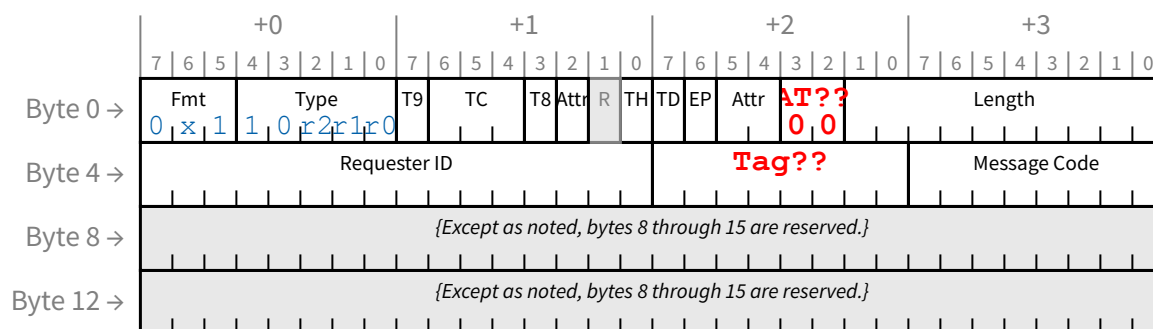 +0 +1 +2 +3
7 6 5 4 3 2 1 0 7 6 5 4 3 2 1 0 7 6 5 4 3 2 1 0 7 6 5 4 3 2 1 0
Byte 0 → Fmt Type T9 TC T8 Attr R TH TD EP Attr AT?? Length
0 x 1 1 0 r2 r1 r0 0 0
Byte 4 → Requester ID Tag?? Message Code
Byte 8 → {Except as noted, bytes 8 through 15 are reserved.}
Byte 12 → {Except as noted, bytes 8 through 15 are reserved.}